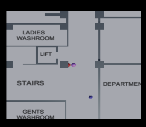 LADIES
WASHROOM
LIFT
STAIRS
DEPARTMEN
GENTS
WASHROOM